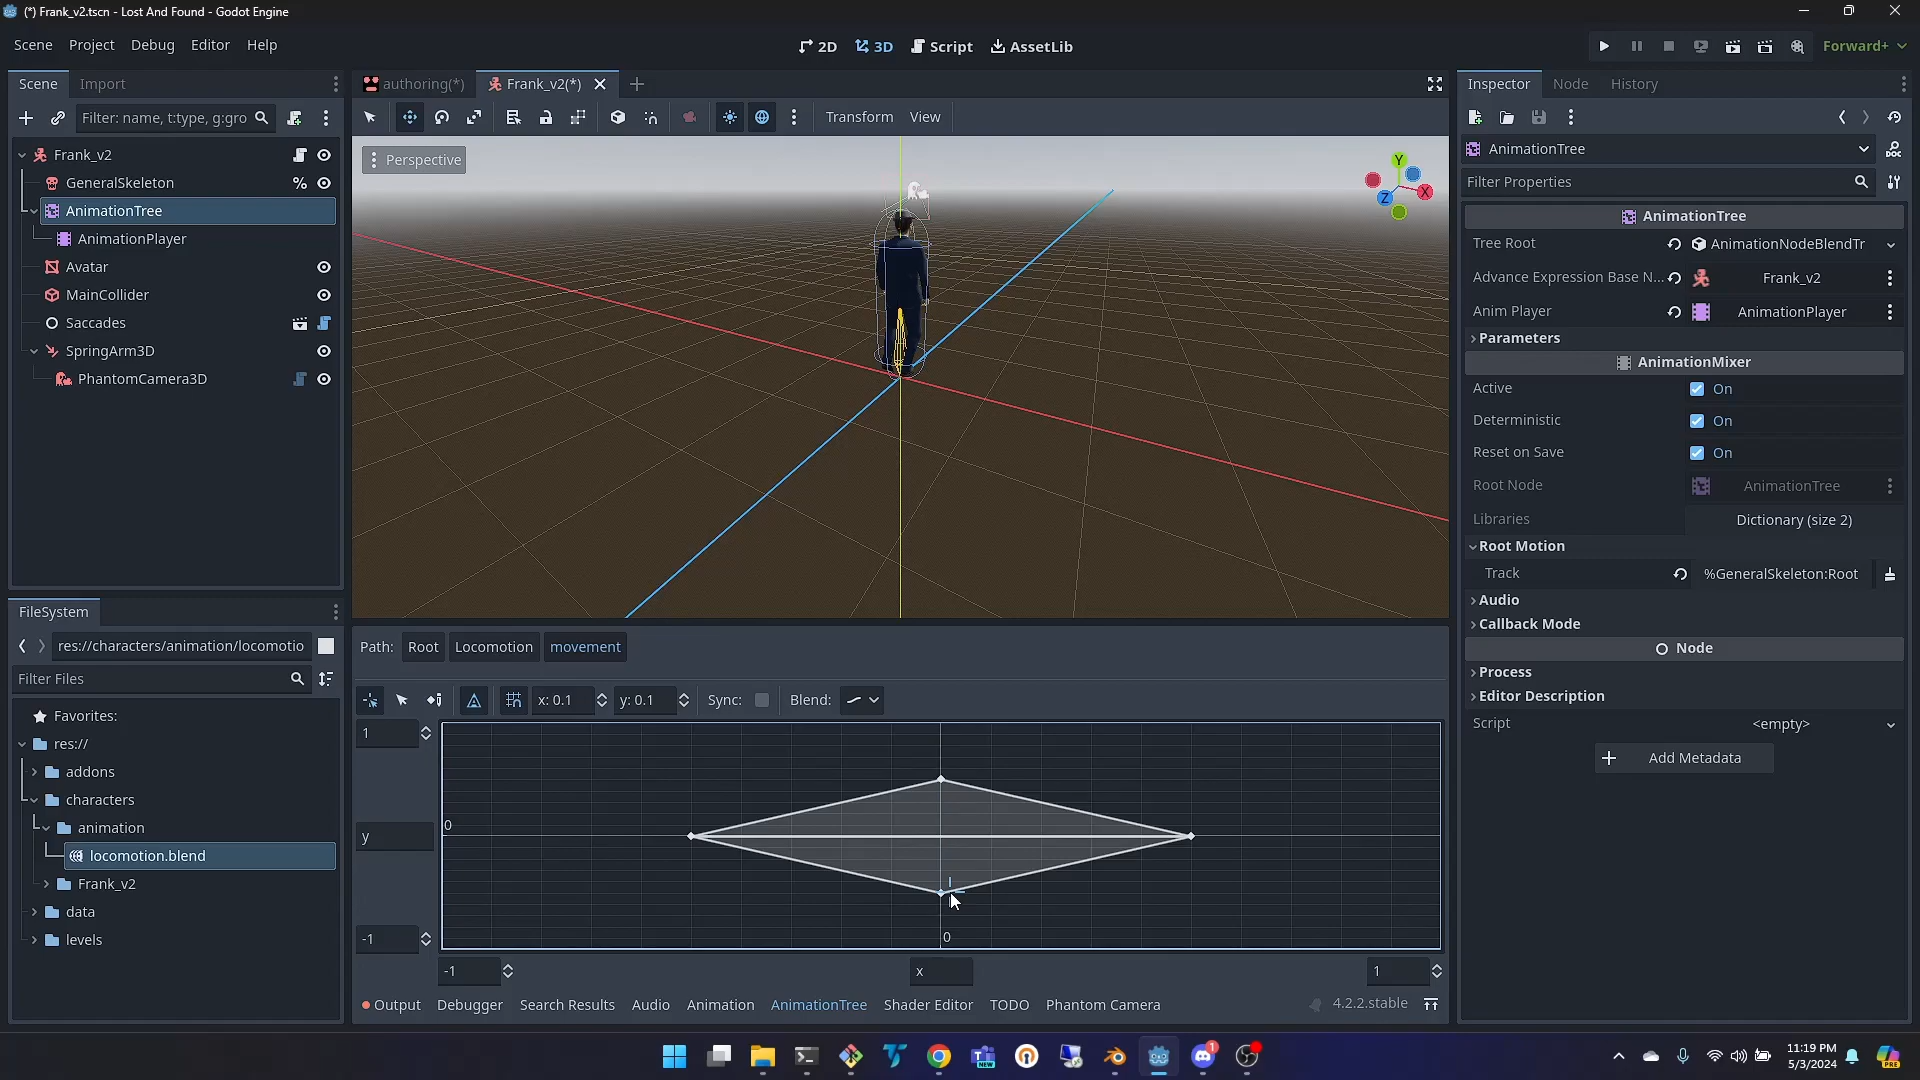 (*) Frank_v2.tscn - Lost And Found - Godot Engine
Scene Project Debug Editor Help
2D 3D Script AssetLib
Forward+
Scene Import
authoring(*) Frank_v2(*)
Inspector Node History
Filter: name, t:type, g:gro
Transform View
AnimationTree
Filter Properties
Perspective
Y
X
Z
Frank_v2
GeneralSkeleton %
AnimationTree
AnimationPlayer
Avatar
MainCollider
Saccades
SpringArm3D
PhantomCamera3D
AnimationTree
Tree Root AnimationNodeBlendTr
Advance Expression Base N... Frank_v2
Anim Player AnimationPlayer
Parameters
AnimationMixer
Active On
Deterministic On
Reset on Save On
Root Node AnimationTree
Libraries Dictionary (size 2)
Root Motion
Track %GeneralSkeleton:Root
Audio
Callback Mode
Node
Process
Editor Description
Script <empty>
Add Metadata
FileSystem
res://characters/animation/locomotio
Filter Files
Favorites:
res://
addons
characters
animation
locomotion.blend
Frank_v2
data
levels
Path: Root Locomotion movement
x: 0.1 y: 0.1 Sync: Blend:
1
0
y
-1
0
-1 x 1
Output Debugger Search Results Audio Animation AnimationTree Shader Editor TODO Phantom Camera
4.2.2.stable
NEW
1
11:19 PM
5/3/2024
PRE